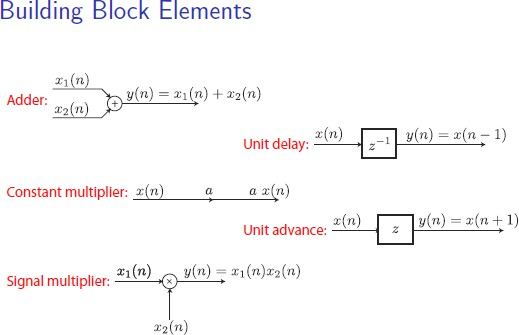 Building Block Elements
x₁(n)
Adder: y(n) = x₁(n) + x₂(n)
x₂(n) +
Unit delay: x(n) z⁻¹ y(n) = x(n − 1)
Constant multiplier: x(n) a a x(n)
Unit advance: x(n) z y(n) = x(n + 1)
Signal multiplier: x₁(n) × y(n) = x₁(n)x₂(n)
x₂(n)